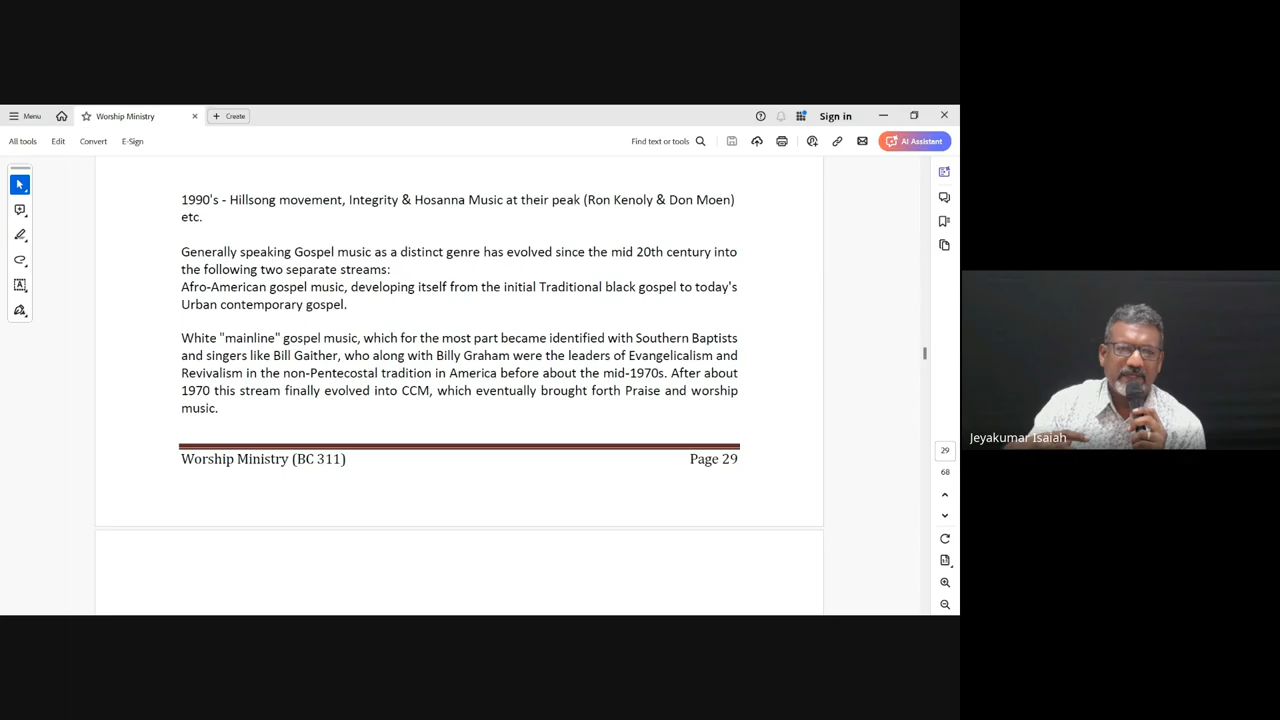 Menu
Worship Ministry
Create
Sign in
All tools
Edit
Convert
E-Sign
Find text or tools
AI Assistant
1990's - Hillsong movement, Integrity & Hosanna Music at their peak (Ron Kenoly & Don Moen)
etc.
Generally speaking Gospel music as a distinct genre has evolved since the mid 20th century into
the following two separate streams:
Afro-American gospel music, developing itself from the initial Traditional black gospel to today's
Urban contemporary gospel.
White "mainline" gospel music, which for the most part became identified with Southern Baptists
and singers like Bill Gaither, who along with Billy Graham were the leaders of Evangelicalism and
Revivalism in the non-Pentecostal tradition in America before about the mid-1970s. After about
1970 this stream finally evolved into CCM, which eventually brought forth Praise and worship
music.
Worship Ministry (BC 311) Page 29
29
68
Jeyakumar Isaiah